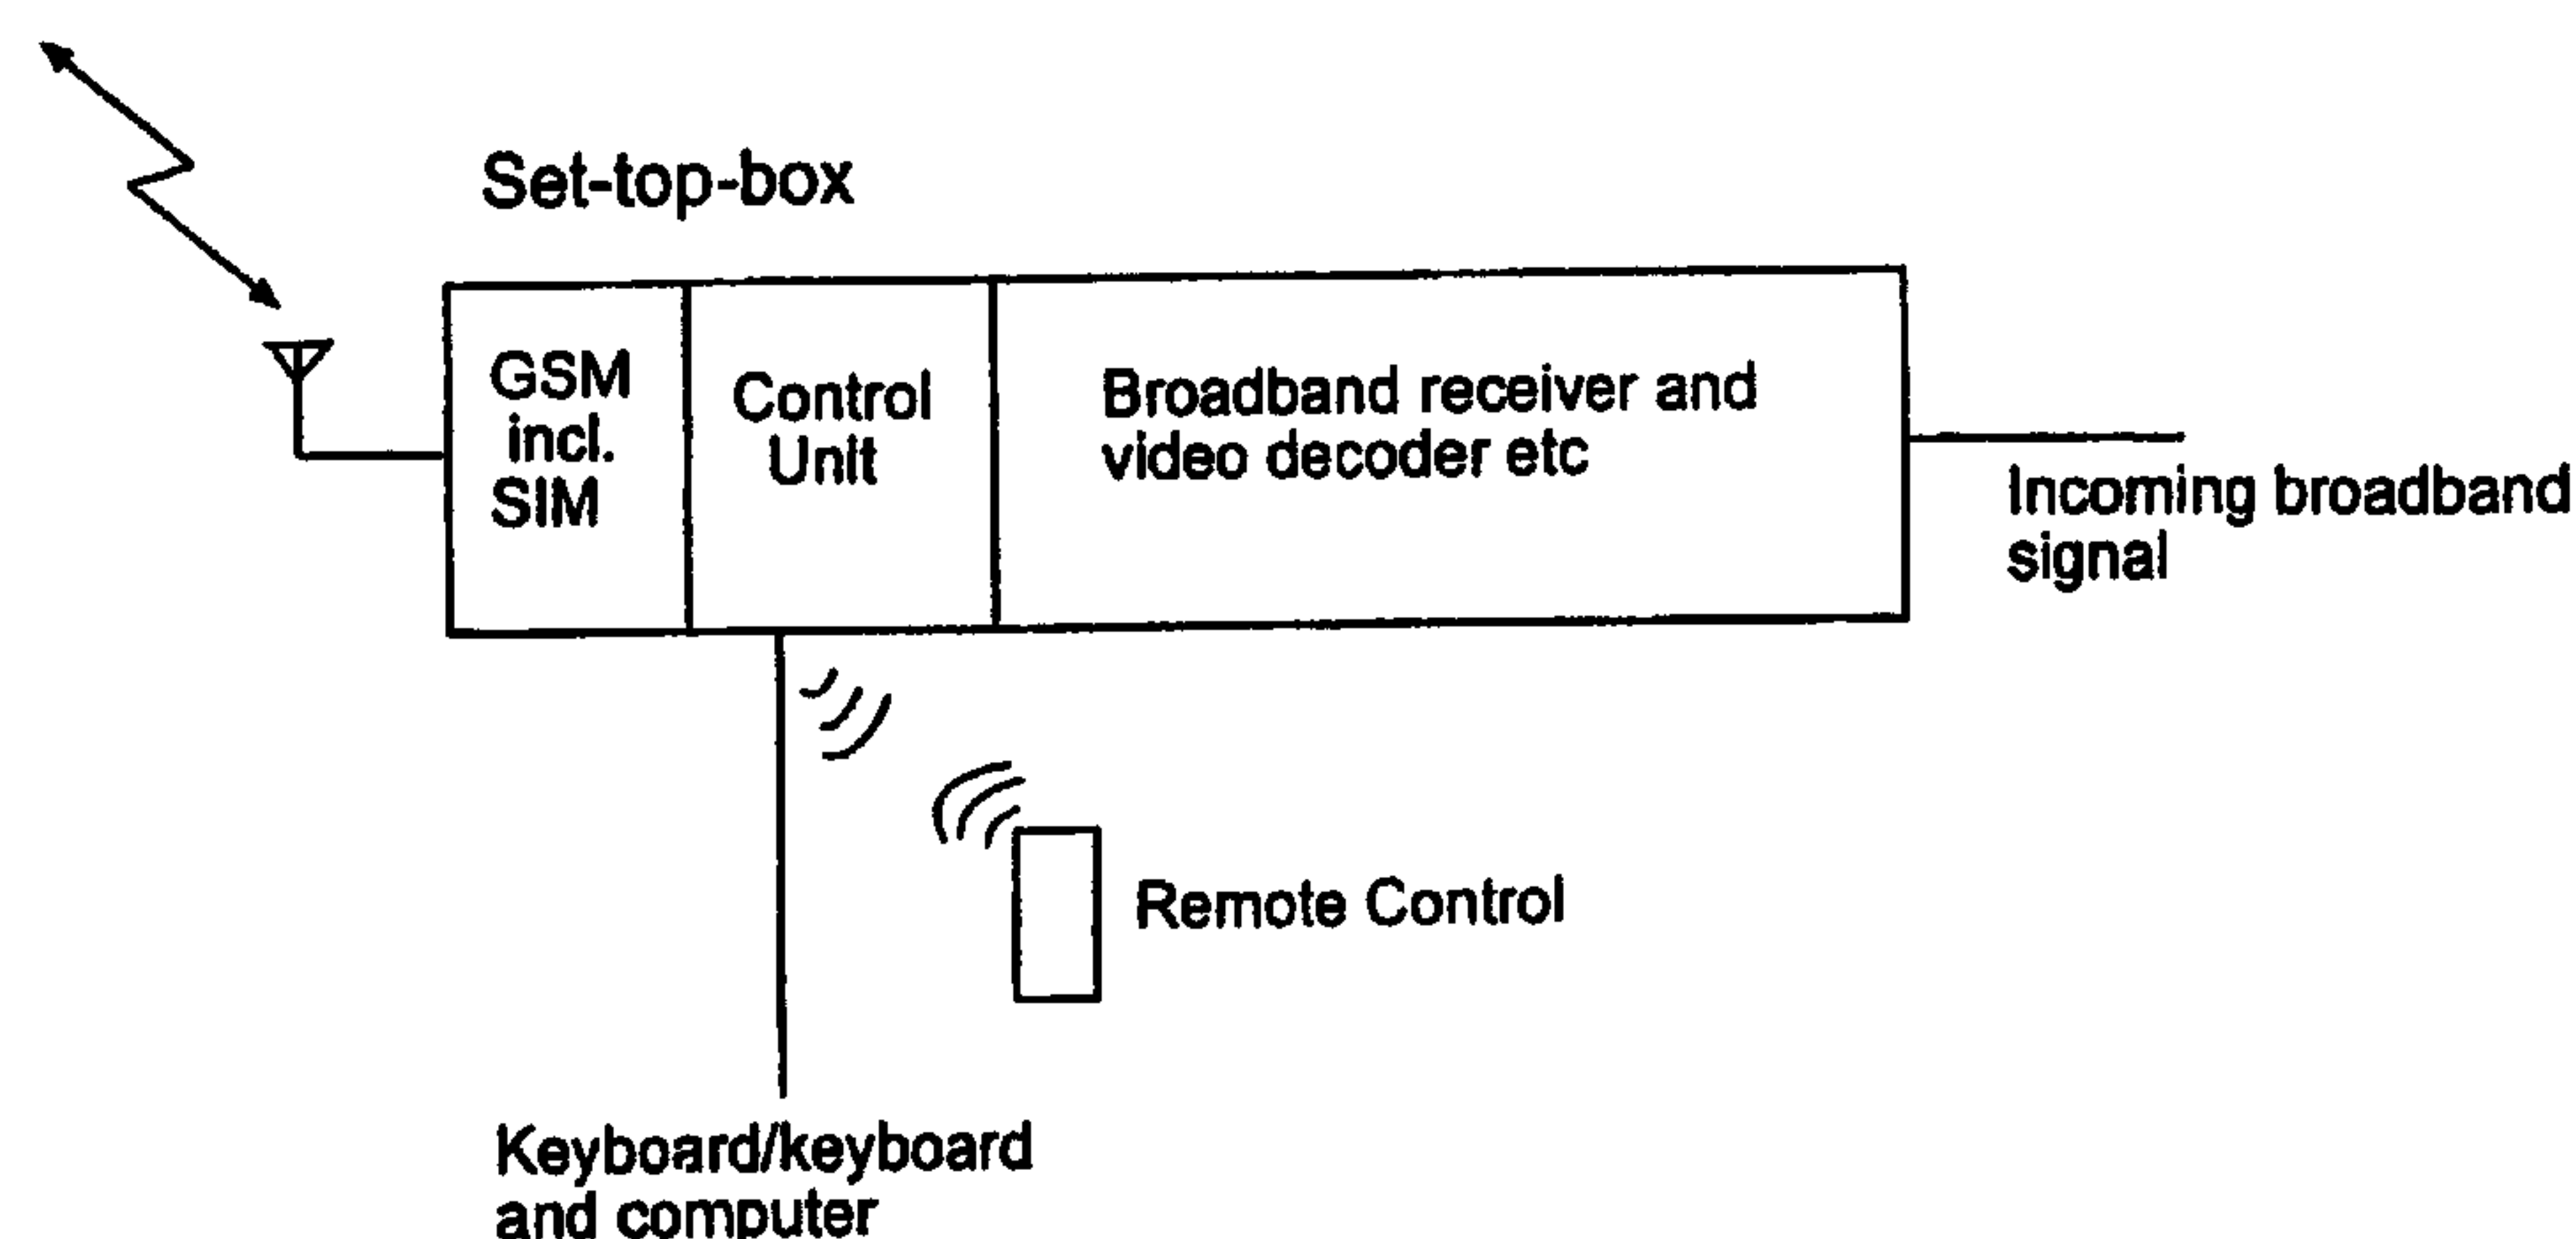 Set-top-box
GSM
incl.
SIM
Control
Unit
Broadband receiver and
video decoder etc
Incoming broadband
signal
Remote Control
Keyboard/keyboard
and computer